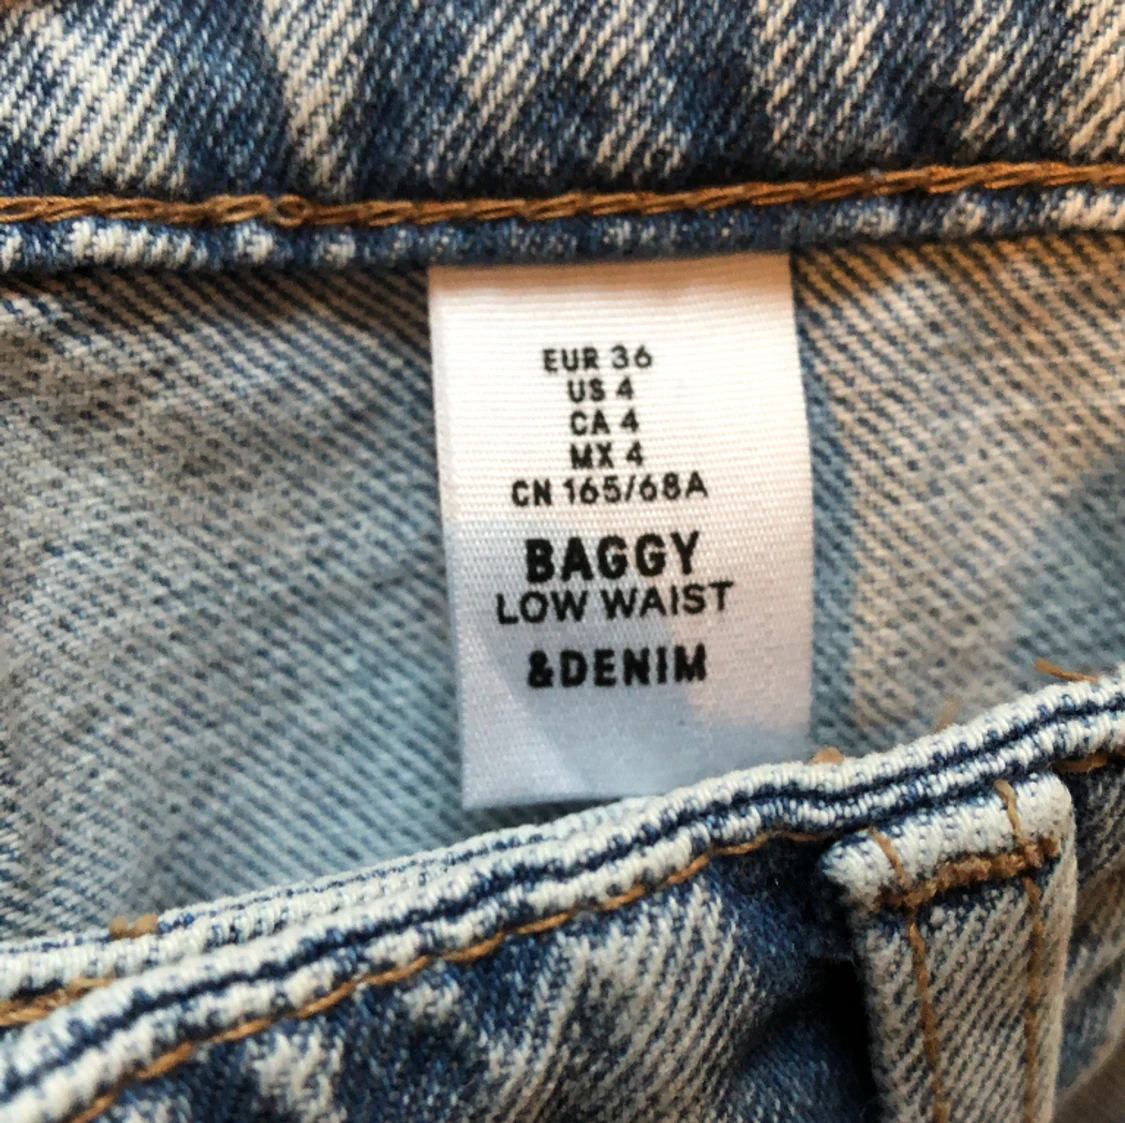 EUR 36
US 4
CA 4
MX 4
CN 165/68A
BAGGY
LOW WAIST
&DENIM